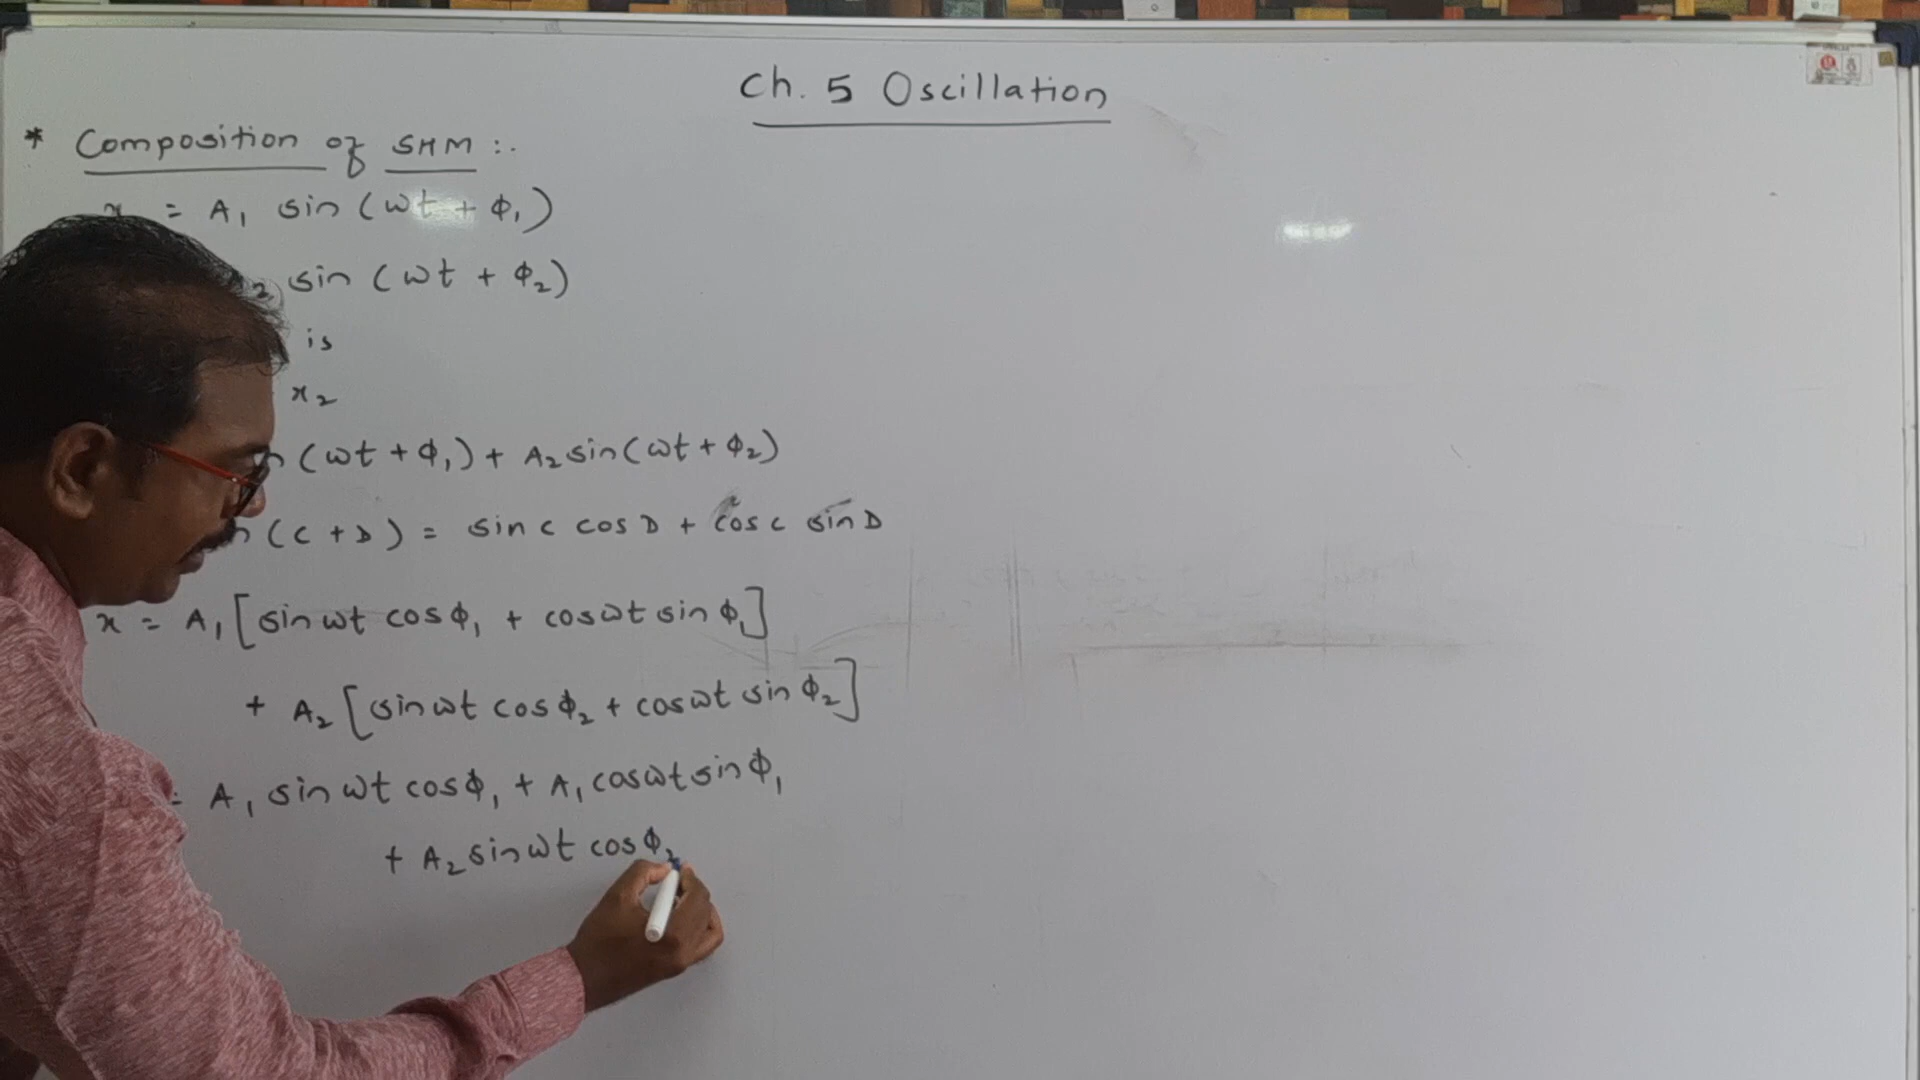 Ch. 5 Oscillation
* Composition of SHM :.
x = A₁ sin (ωt + ϕ₁)
₂ sin (ωt + ϕ₂)
is
x₂
(ωt + ϕ₁) + A₂ sin (ωt + ϕ₂)
(C + D) = sin C cos D + cos C sin D
x = A₁ [sin ωt cos ϕ₁ + cos ωt sin ϕ₁]
+ A₂ [sin ωt cos ϕ₂ + cos ωt sin ϕ₂]
= A₁ sin ωt cos ϕ₁ + A₁ cos ωt sin ϕ₁
+ A₂ sin ωt cos ϕ₂